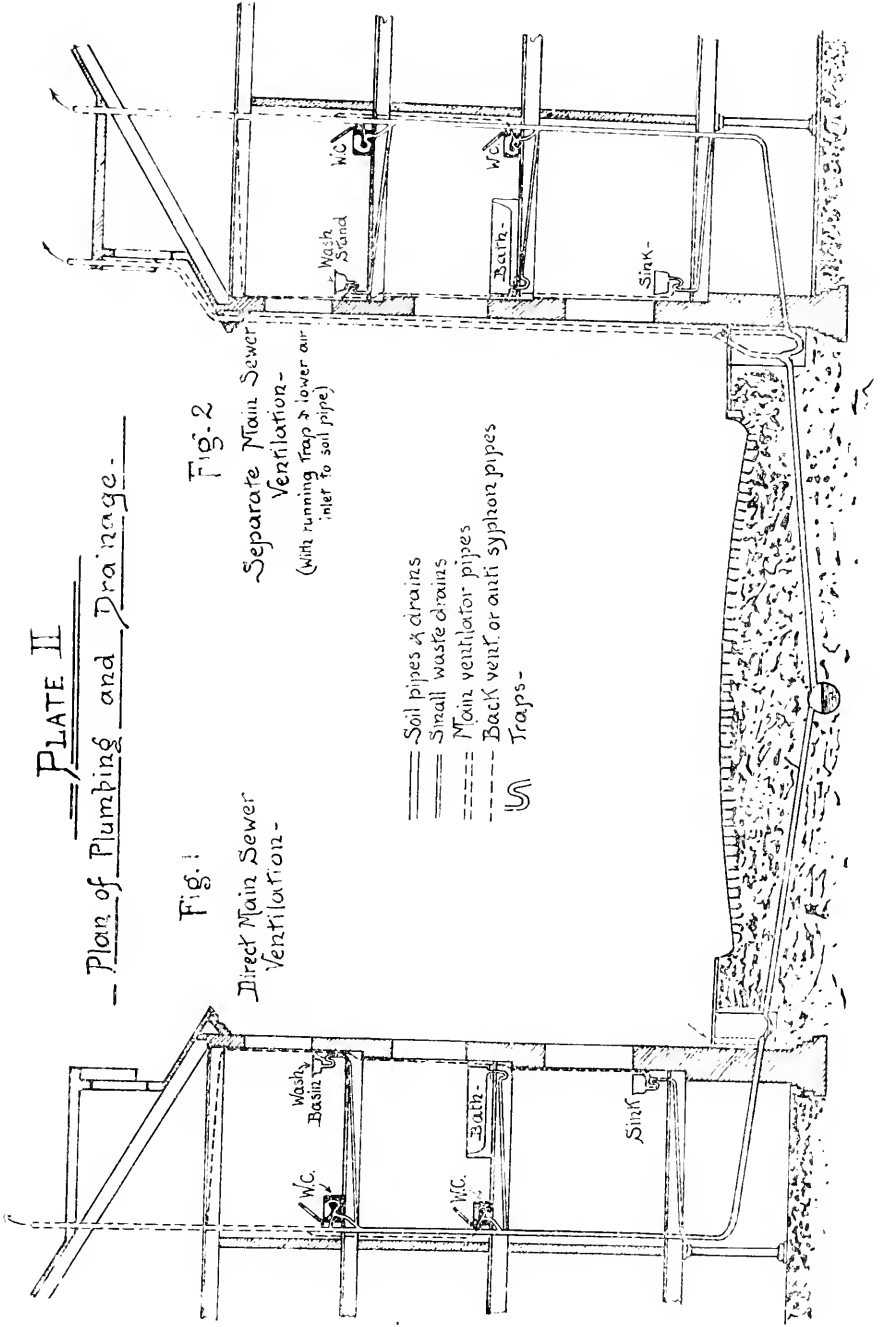 PLATE II
— Plan of Plumbing and Drainage -
Fig. 1
Direct Main Sewer
Ventilation -
Fig - 2
Separate Main Sewer
Ventilation -
(With running Trap & lower air
inlet to soil pipe)
Soil pipes & drains
Small waste drains
Main ventilator pipes
Back vent. or anti syphon pipes
Traps -
W.C.
Wash
Basin
W.C.
Bath
Sink
Wash
Stand
W.C
Bath -
W.C
Sink -